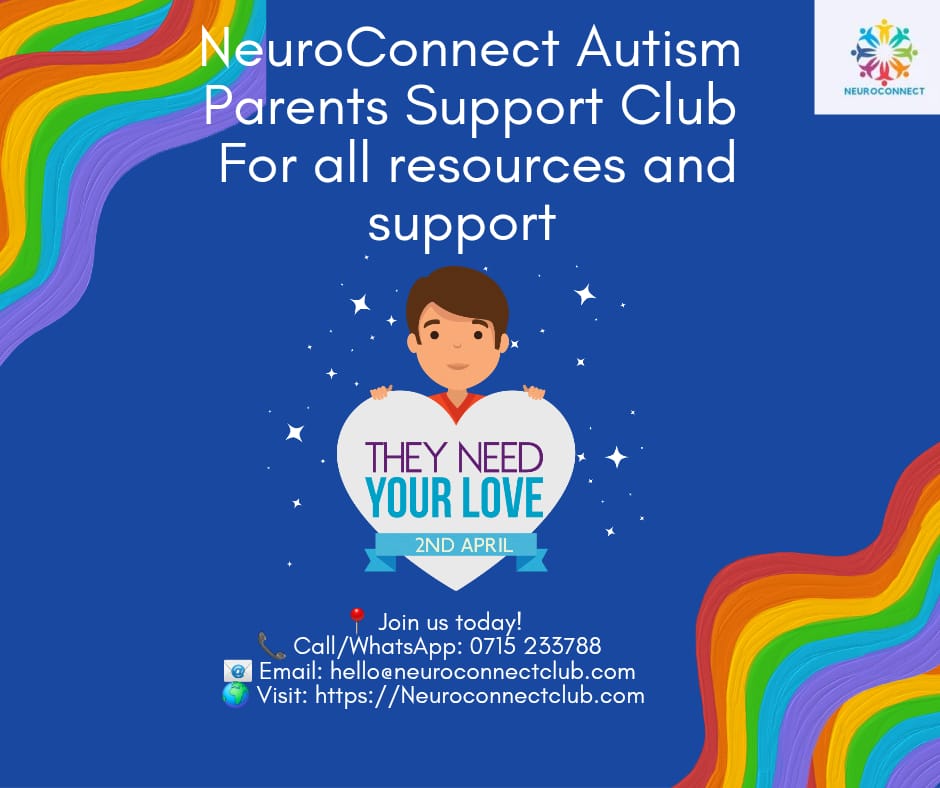 NeuroConnect Autism
Parents Support Club
For all resources and
support
NEUROCONNECT
THEY NEED
YOUR LOVE
2ND APRIL
📍 Join us today!
📞 Call/WhatsApp: 0715 233788
📧 Email: hello@neuroconnectclub.com
🌍 Visit: https://Neuroconnectclub.com